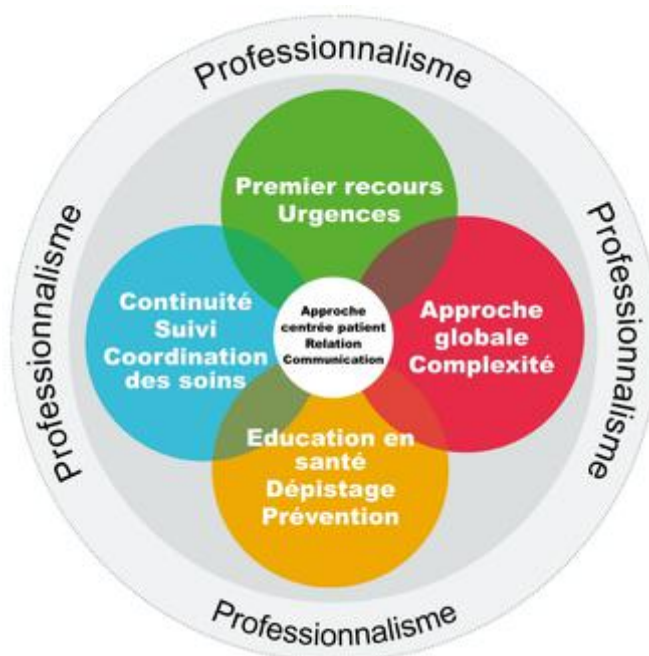 Professionnalisme
Premier recours
Urgences
Professionnalisme
Professionnalisme
Continuité
Suivi
Coordination
des soins
Approche
centrée patient
Relation
Communication
Approche
globale
Complexité
Education en
santé
Dépistage
Prévention
Professionnalisme